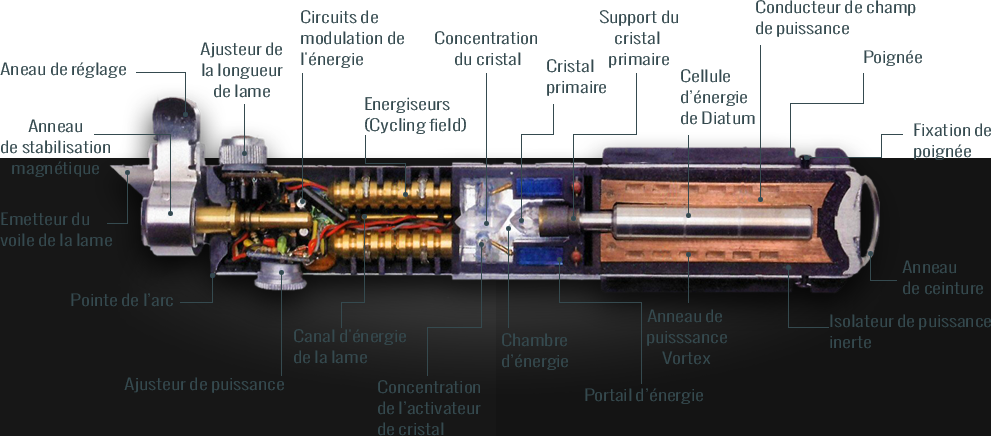 Aneau de réglage
Anneau
de stabilisation
magnétique
Ajusteur de
la longueur
de lame
Circuits de
modulation de
l'énergie
Energiseurs
(Cycling field)
Concentration
du cristal
Cristal
primaire
Support du
cristal
primaire
Cellule
d'énergie
de Diatum
Conducteur de champ
de puissance
Poignée
Fixation de
poignée
Emetteur du
voile de la lame
Pointe de l'arc
Ajusteur de puissance
Canal d'énergie
de la lame
Concentration
de l'activateur
de cristal
Chambre
d'énergie
Portail d'énergie
Anneau de
puisssance
Vortex
Isolateur de puissance
inerte
Anneau
de ceinture